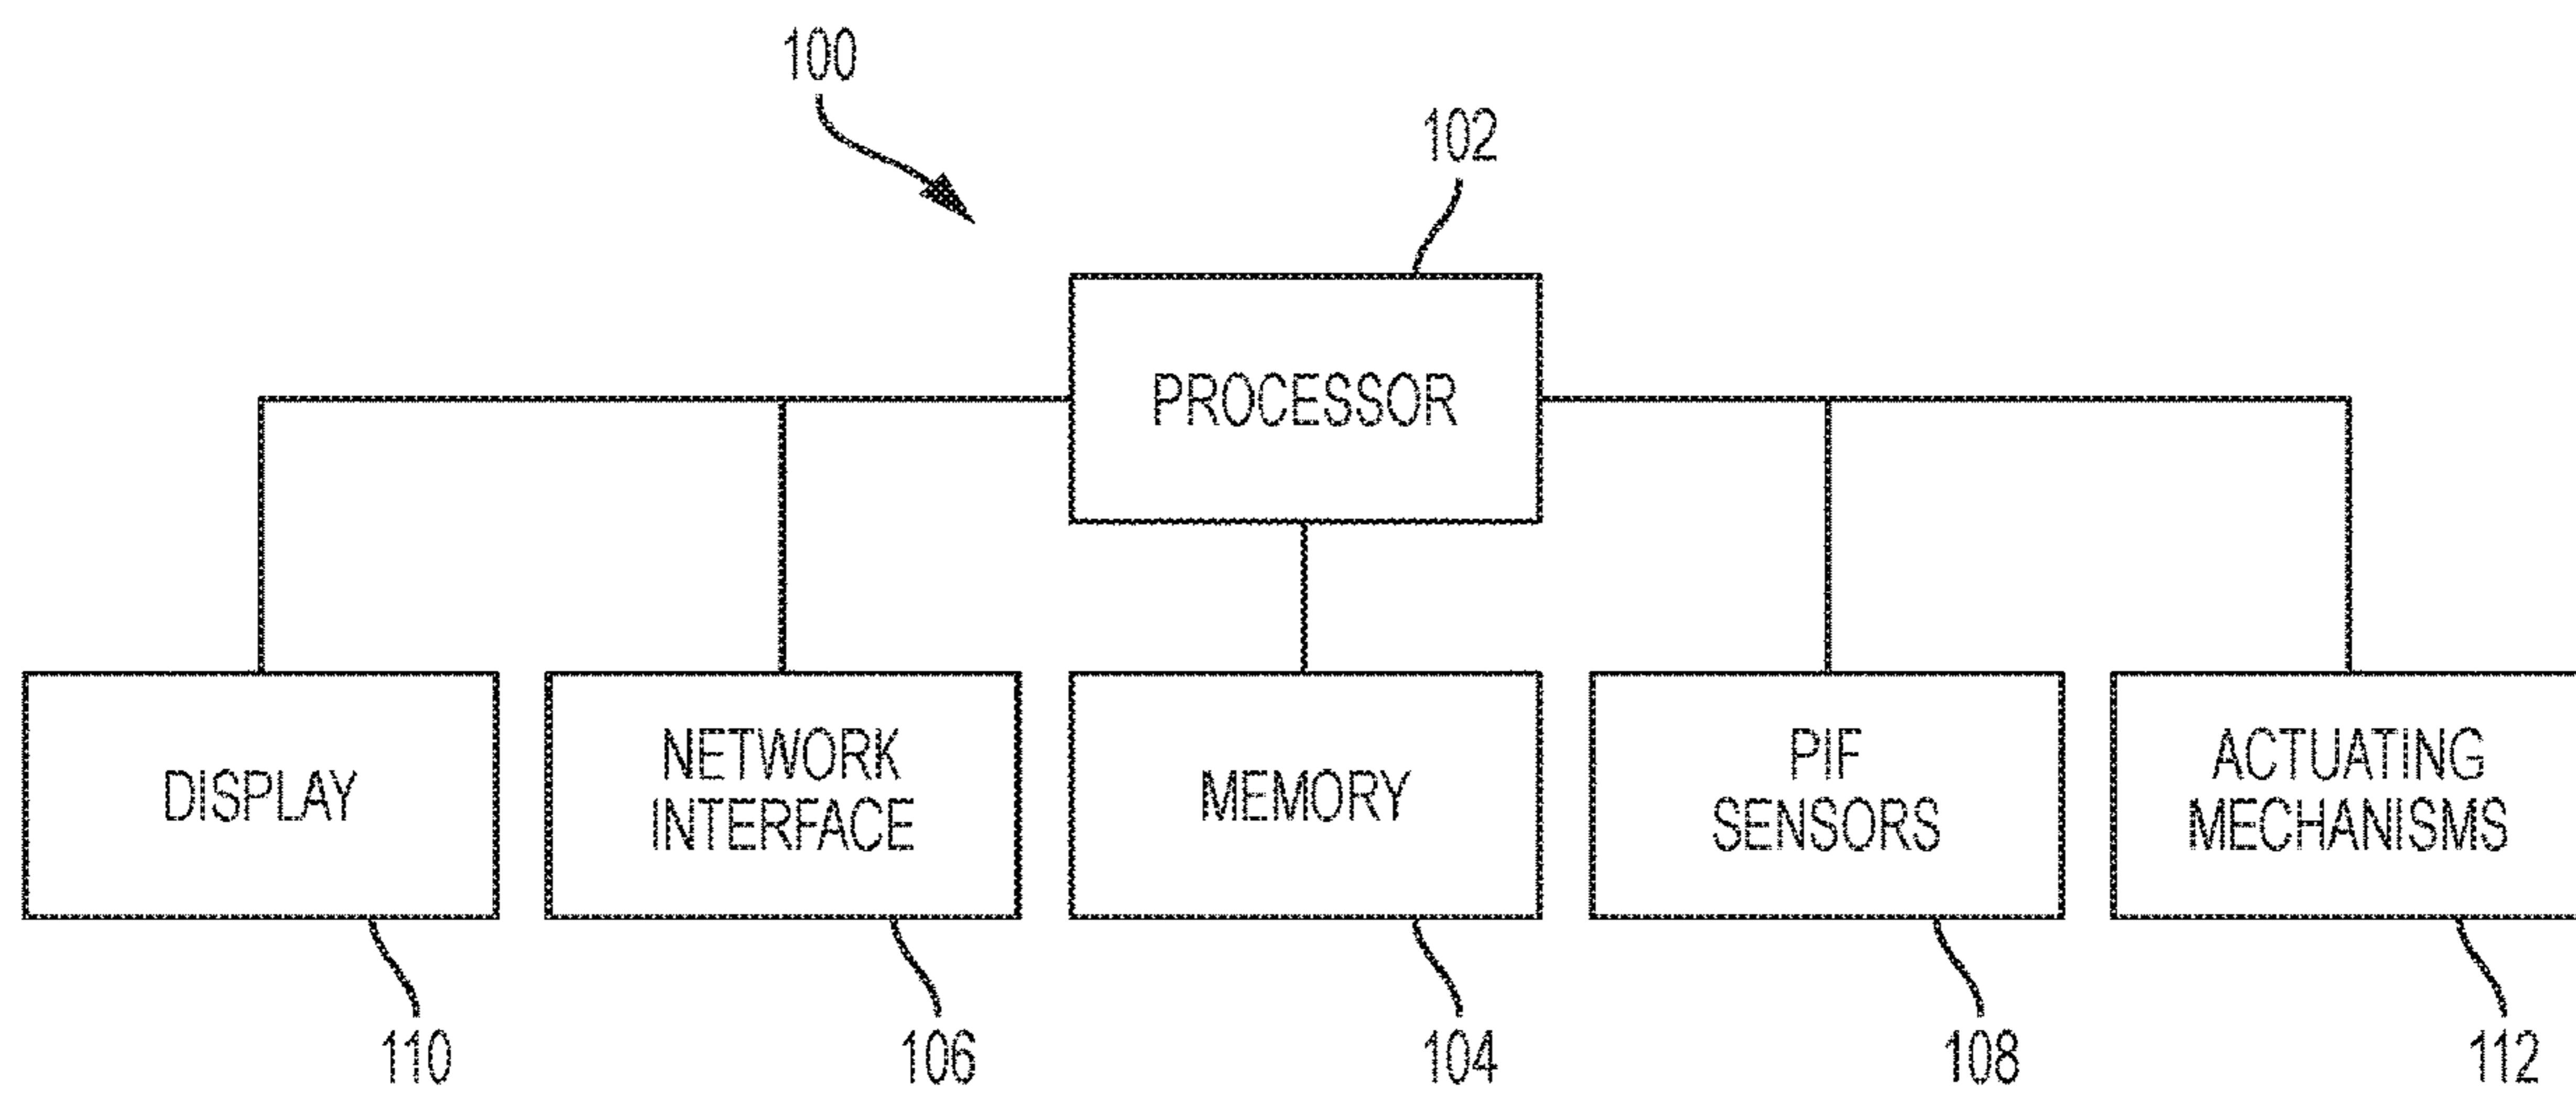 100
102
PROCESSOR
DISPLAY
NETWORK
INTERFACE
MEMORY
PIF
SENSORS
ACTUATING
MECHANISMS
110
106
104
108
112